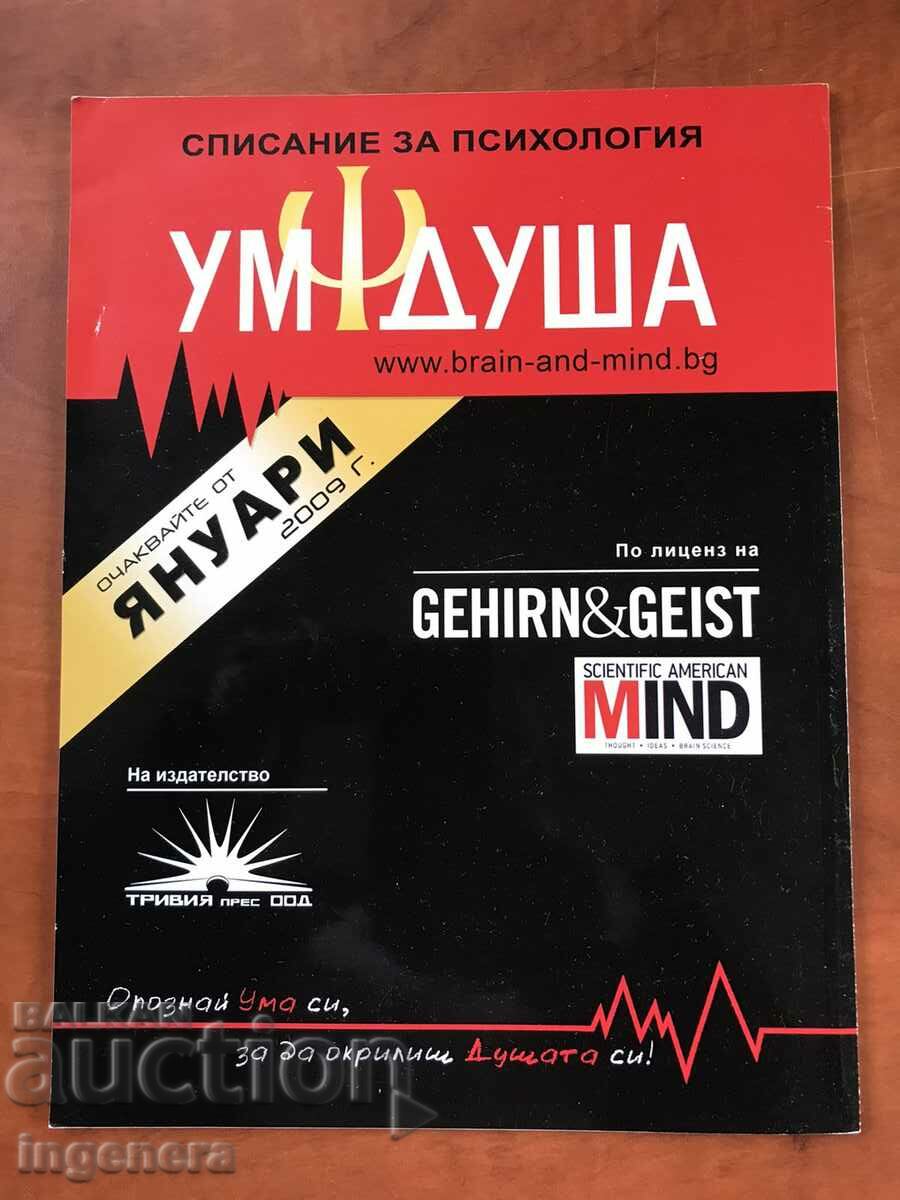 СПИСАНИЕ ЗА ПСИХОЛОГИЯ
УМΨДУША
www.brain-and-mind.bg
ОЧАКВАЙТЕ ОТ
ЯНУАРИ
2009 Г.
По лиценз на
GEHIRN&GEIST
SCIENTIFIC AMERICAN
MIND
THOUGHT • IDEAS • BRAIN SCIENCE
На издателство
ТРИВИЯ ПРЕС ООД
Опознай Ума си,
за да окрилиш Душата си!
BALKAN
auction
ingenera